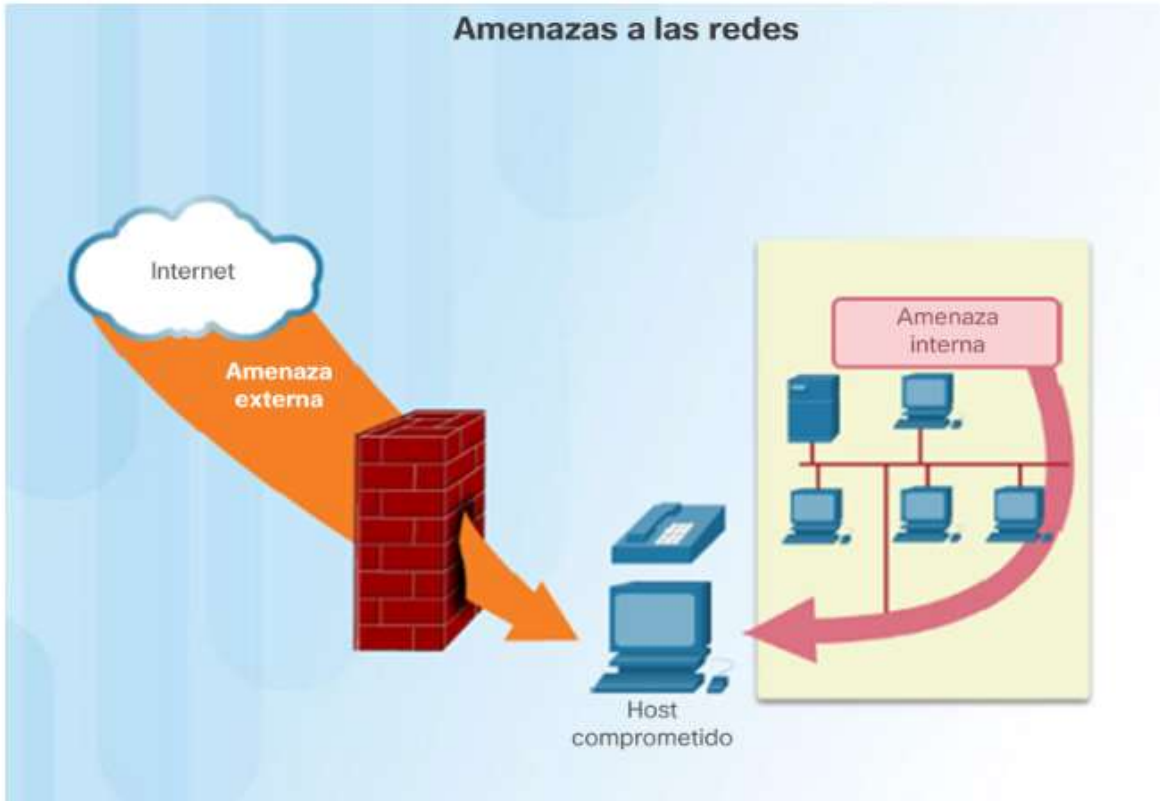 Amenazas a las redes
Internet
Amenaza
externa
Amenaza
interna
Host
comprometido